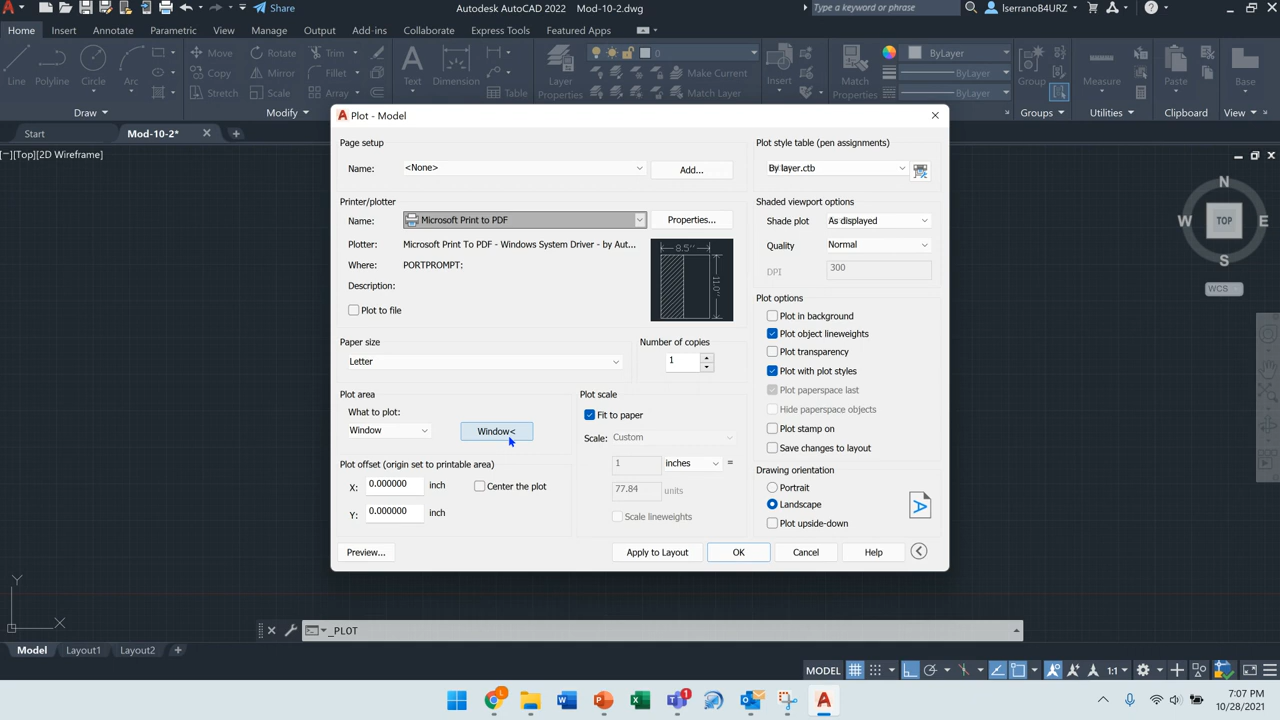 Share
Autodesk AutoCAD 2022 Mod-10-2.dwg
Type a keyword or phrase
lserranoB4URZ
Home Insert Annotate Parametric View Manage Output Add-ins Collaborate Express Tools Featured Apps
Line Polyline Circle Arc
Move Rotate Trim
Copy Mirror Fillet
Stretch Scale Array
Text Dimension
Table
Layer Properties
0
Make Current
Match Layer
Insert
Match Properties
ByLayer
ByLayer
ByLayer
Group
Measure
Paste
Base
Draw
Modify
Groups
Utilities
Clipboard
View
Start
Mod-10-2*
[−][Top][2D Wireframe]
Plot - Model
Page setup
Name: <None> Add...
Printer/plotter
Name: Microsoft Print to PDF Properties...
Plotter: Microsoft Print To PDF - Windows System Driver - by Aut...
Where: PORTPROMPT:
Description:
Plot to file
8.5''
11.0''
Paper size
Letter
Number of copies
1
Plot area
What to plot:
Window Window<
Plot offset (origin set to printable area)
X: 0.000000 inch
Center the plot
Y: 0.000000 inch
Plot scale
Fit to paper
Scale: Custom
1 inches =
77.84 units
Scale lineweights
Plot style table (pen assignments)
By layer.ctb
Shaded viewport options
Shade plot As displayed
Quality Normal
DPI 300
Plot options
Plot in background
Plot object lineweights
Plot transparency
Plot with plot styles
Plot paperspace last
Hide paperspace objects
Plot stamp on
Save changes to layout
Drawing orientation
Portrait
Landscape
Plot upside-down
A
Preview... Apply to Layout OK Cancel Help
N
W TOP E
S
WCS
Y
X
_PLOT
Model Layout1 Layout2
MODEL
1:1
7:07 PM
10/28/2021